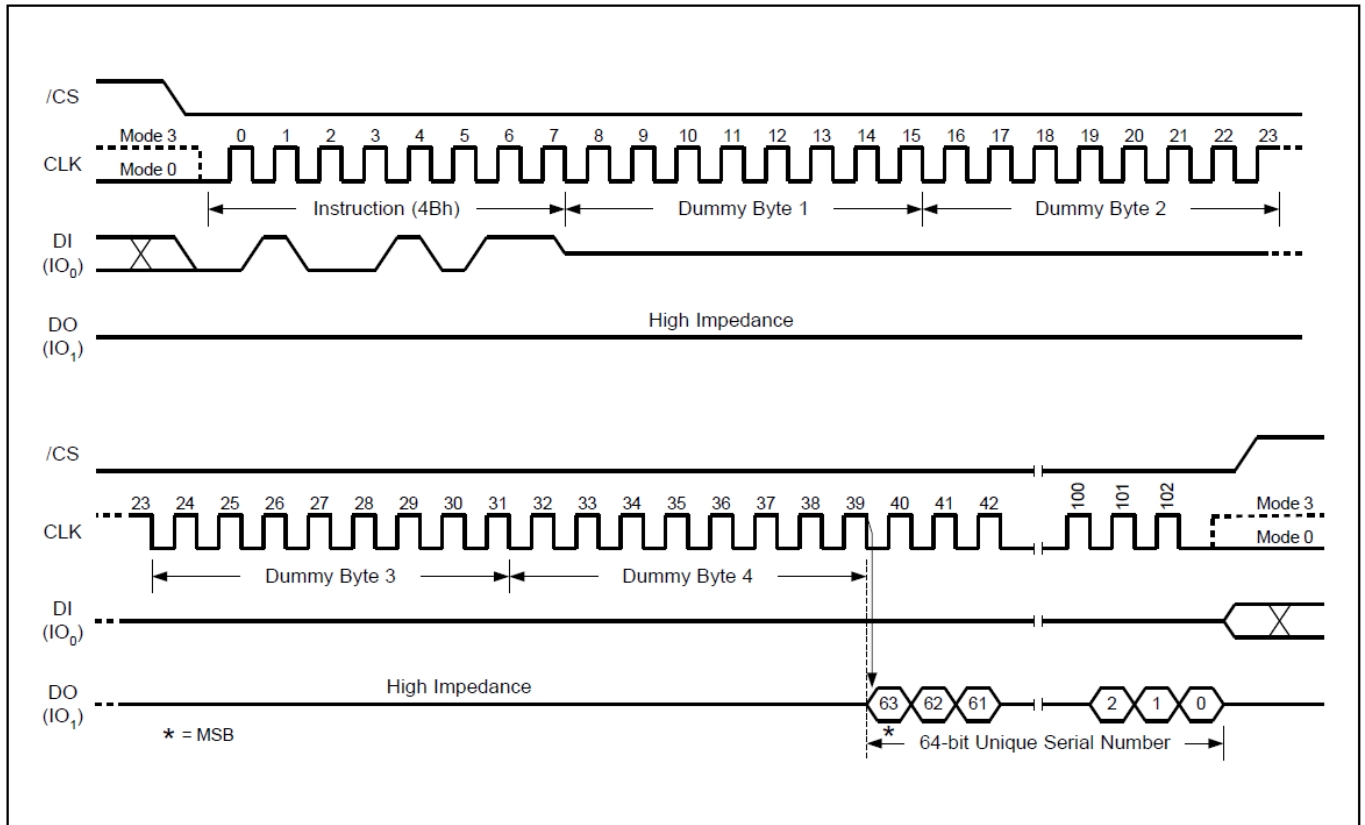 /CS
Mode 3 0 1 2 3 4 5 6 7 8 9 10 11 12 13 14 15 16 17 18 19 20 21 22 23
CLK
Mode 0
Instruction (4Bh) Dummy Byte 1 Dummy Byte 2
DI
(IO0)
High Impedance
DO
(IO1)
/CS
23 24 25 26 27 28 29 30 31 32 33 34 35 36 37 38 39 40 41 42 100 101 102 Mode 3
CLK
Mode 0
Dummy Byte 3 Dummy Byte 4
DI
(IO0)
High Impedance
DO
(IO1)
63 62 61 2 1 0
* = MSB
*
64-bit Unique Serial Number